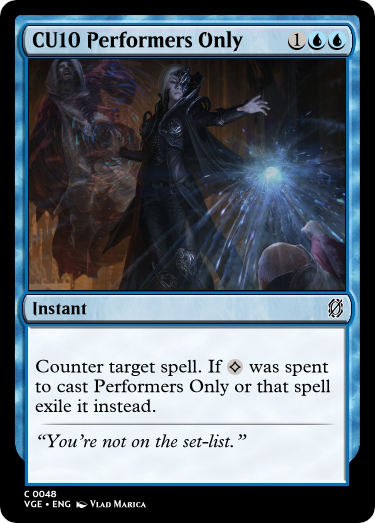 CU10 Performers Only 1
Instant
Counter target spell. If was spent
to cast Performers Only or that spell
exile it instead.
“You’re not on the set-list.”
C 0048
VGE • ENG Vlad Marica